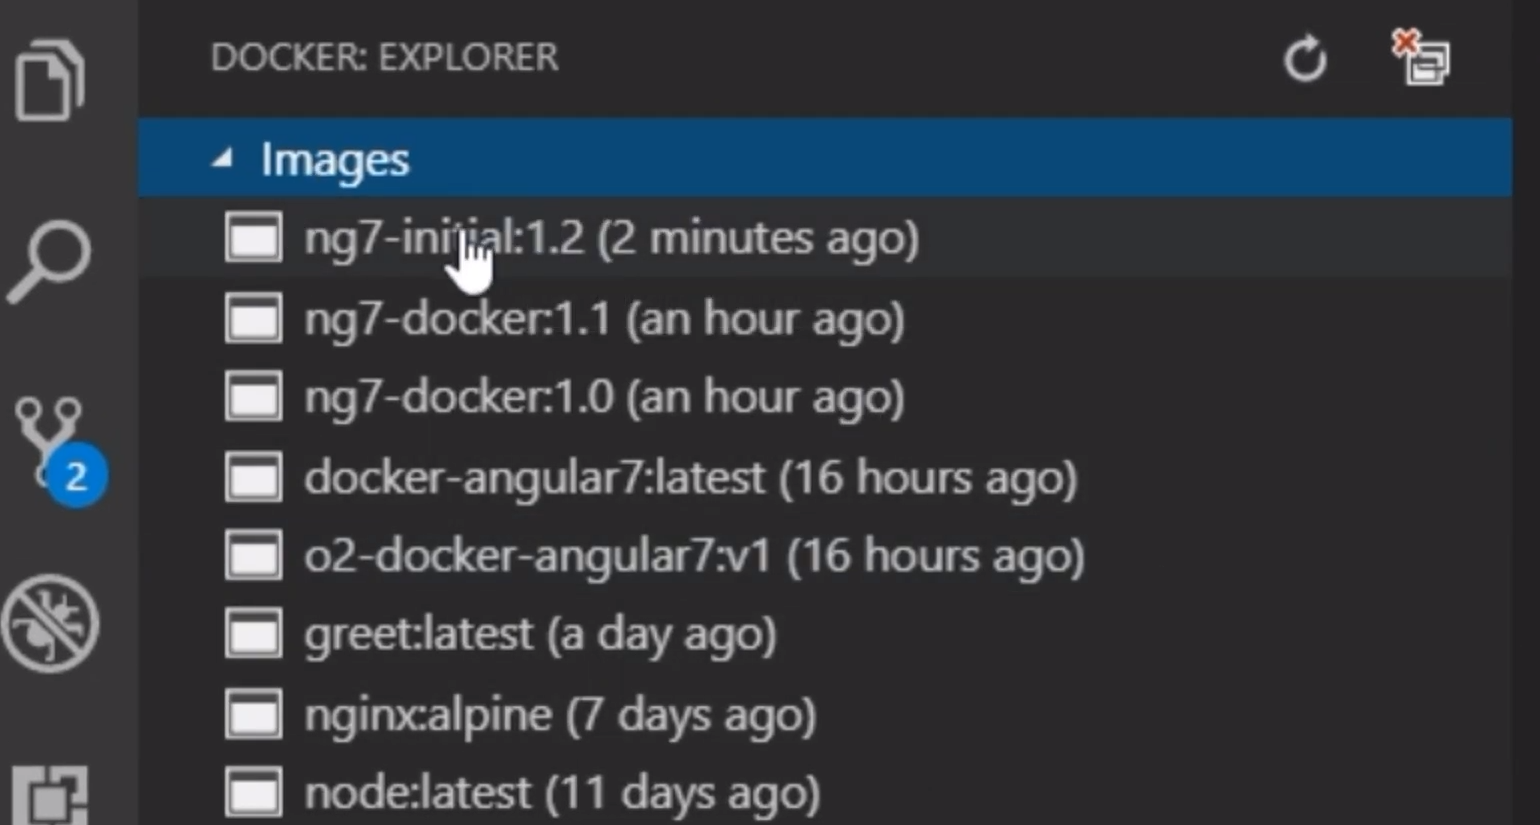 DOCKER: EXPLORER
Images
ng7-initial:1.2 (2 minutes ago)
ng7-docker:1.1 (an hour ago)
ng7-docker:1.0 (an hour ago)
2
docker-angular7:latest (16 hours ago)
o2-docker-angular7:v1 (16 hours ago)
greet:latest (a day ago)
nginx:alpine (7 days ago)
node:latest (11 days ago)